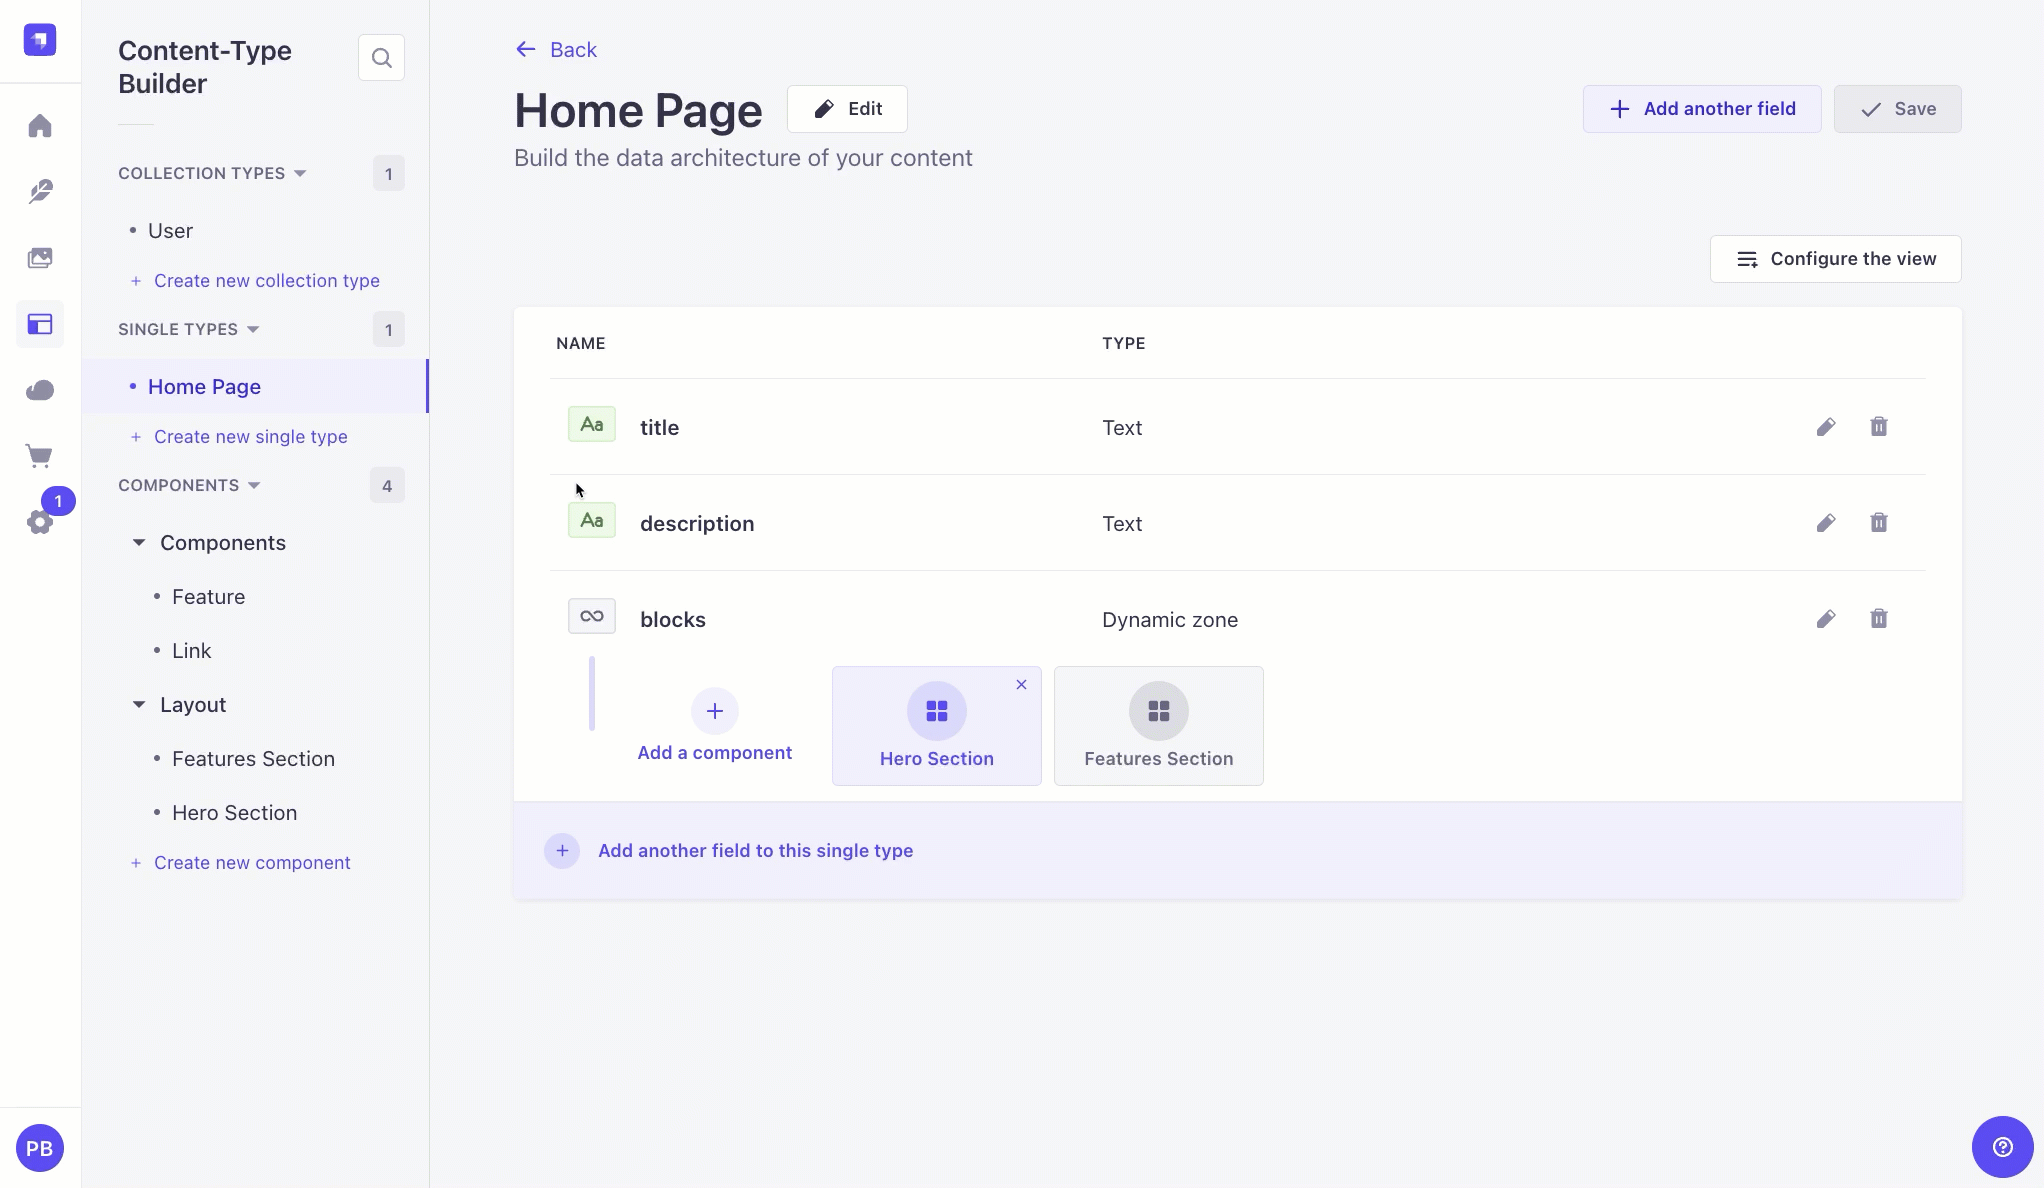 Content-Type
Builder
COLLECTION TYPES
1
User
+ Create new collection type
SINGLE TYPES
1
Home Page
+ Create new single type
COMPONENTS
4
Components
Feature
Link
Layout
Features Section
Hero Section
+ Create new component
1
PB
Back
Home Page
Edit
Add another field
Save
Build the data architecture of your content
Configure the view
NAME TYPE
Aa title Text
Aa description Text
blocks Dynamic zone
Add a component
Hero Section
Features Section
Add another field to this single type